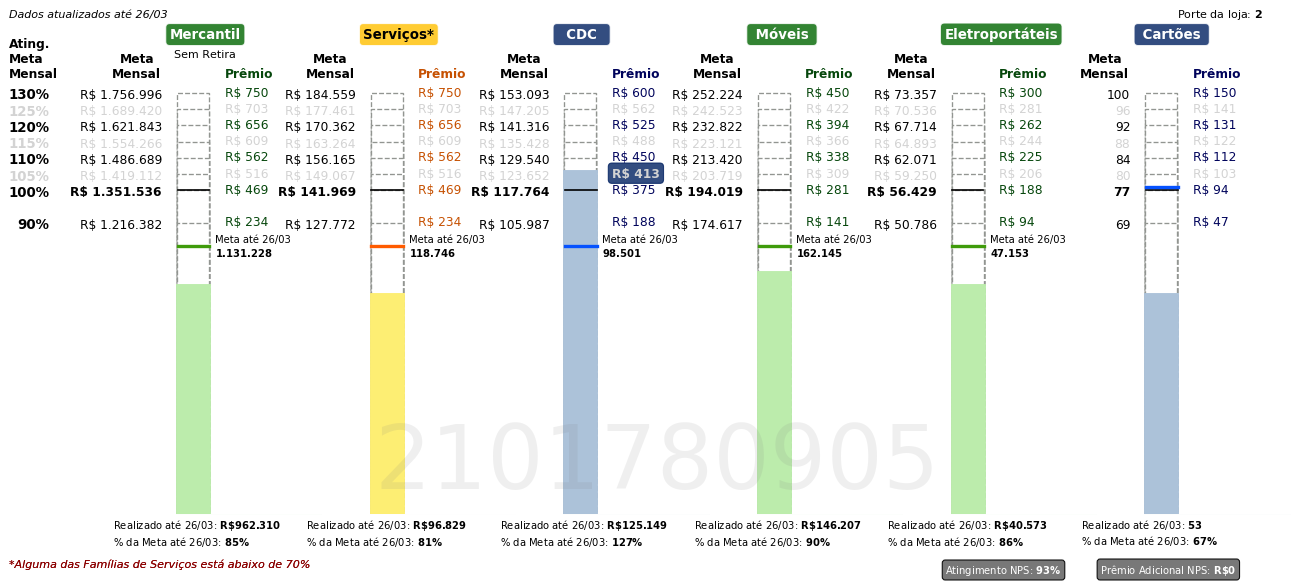 Dados atualizados até 26/03
Porte da loja: 2
Mercantil Serviços* CDC Móveis Eletroportáteis Cartões
Sem Retira
Ating. Meta Mensal
Meta Mensal Prêmio Meta Mensal Prêmio Meta Mensal Prêmio Meta Mensal Prêmio Meta Mensal Prêmio Meta Mensal Prêmio
130% R$ 1.756.996 R$ 750 R$ 184.559 R$ 750 R$ 153.093 R$ 600 R$ 252.224 R$ 450 R$ 73.357 R$ 300 100 R$ 150
125% R$ 1.689.420 R$ 703 R$ 177.461 R$ 703 R$ 147.205 R$ 562 R$ 242.523 R$ 422 R$ 70.536 R$ 281 96 R$ 141
120% R$ 1.621.843 R$ 656 R$ 170.362 R$ 656 R$ 141.316 R$ 525 R$ 232.822 R$ 394 R$ 67.714 R$ 262 92 R$ 131
115% R$ 1.554.266 R$ 609 R$ 163.264 R$ 609 R$ 135.428 R$ 488 R$ 223.121 R$ 366 R$ 64.893 R$ 244 88 R$ 122
110% R$ 1.486.689 R$ 562 R$ 156.165 R$ 562 R$ 129.540 R$ 450 R$ 213.420 R$ 338 R$ 62.071 R$ 225 84 R$ 112
105% R$ 1.419.112 R$ 516 R$ 149.067 R$ 516 R$ 123.652 R$ 413 R$ 203.719 R$ 309 R$ 59.250 R$ 206 80 R$ 103
100% R$ 1.351.536 R$ 469 R$ 141.969 R$ 469 R$ 117.764 R$ 375 R$ 194.019 R$ 281 R$ 56.429 R$ 188 77 R$ 94
90% R$ 1.216.382 R$ 234 R$ 127.772 R$ 234 R$ 105.987 R$ 188 R$ 174.617 R$ 141 R$ 50.786 R$ 94 69 R$ 47
Meta até 26/03 Meta até 26/03 Meta até 26/03 Meta até 26/03 Meta até 26/03
1.131.228 118.746 98.501 162.145 47.153
2101780905
Realizado até 26/03: R$962.310 Realizado até 26/03: R$96.829 Realizado até 26/03: R$125.149 Realizado até 26/03: R$146.207 Realizado até 26/03: R$40.573 Realizado até 26/03: 53
% da Meta até 26/03: 85% % da Meta até 26/03: 81% % da Meta até 26/03: 127% % da Meta até 26/03: 90% % da Meta até 26/03: 86% % da Meta até 26/03: 67%
*Alguma das Famílias de Serviços está abaixo de 70%
Atingimento NPS: 93% Prêmio Adicional NPS: R$0